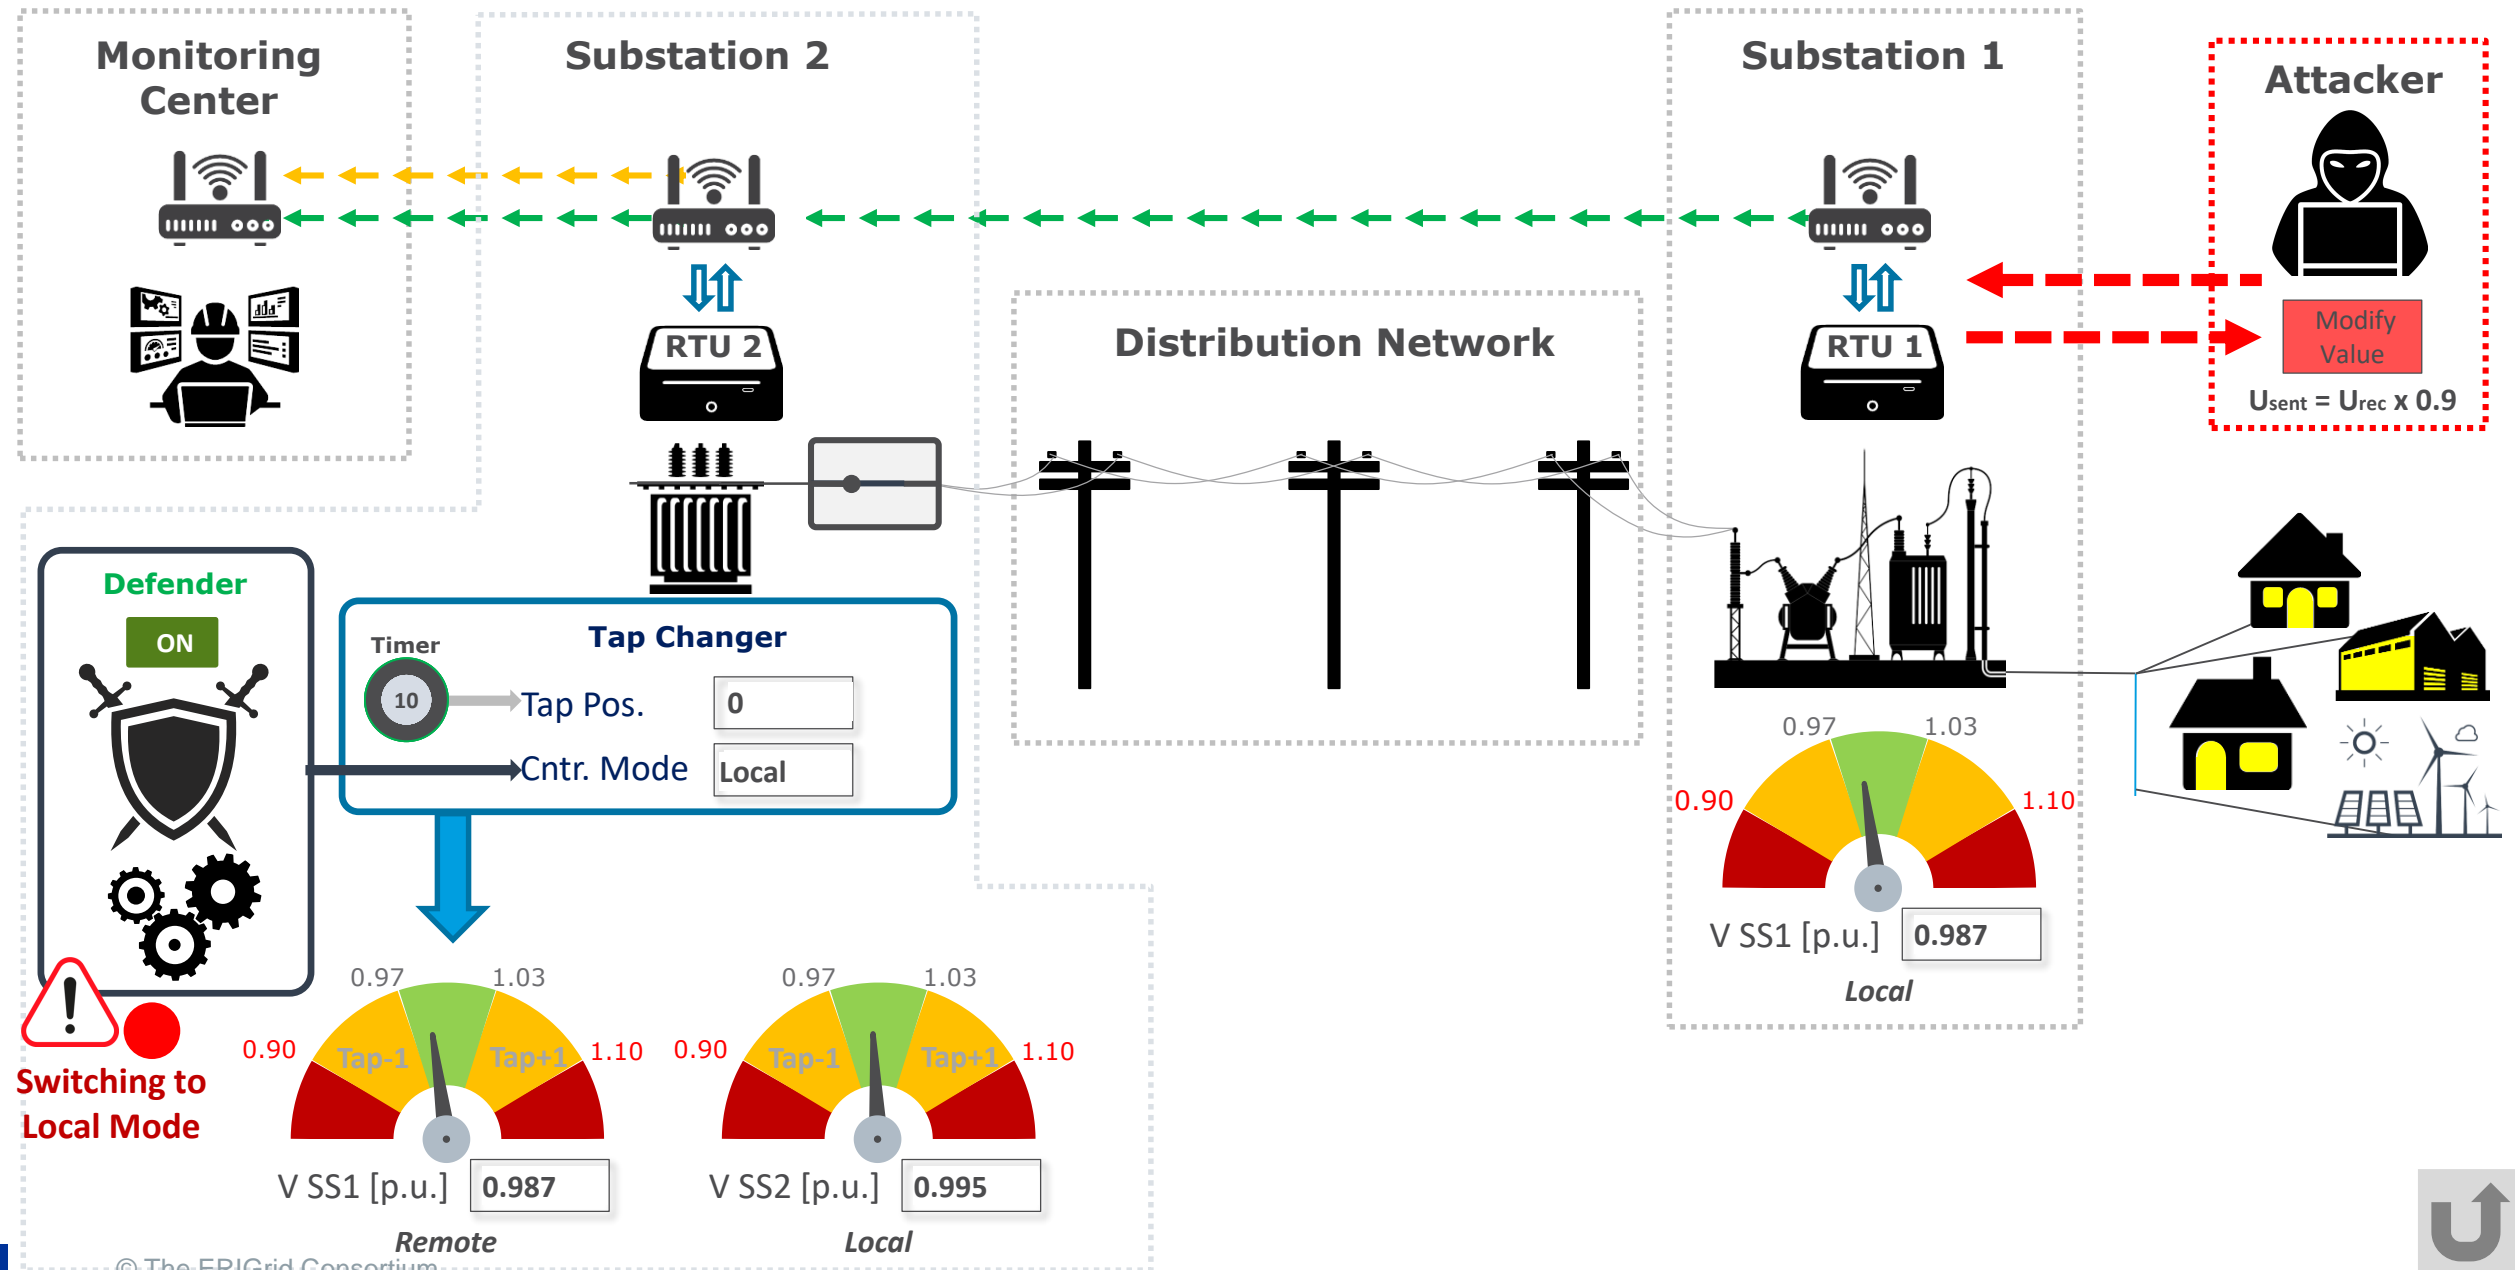 Monitoring
Center
Substation 2
Substation 1
Attacker
RTU 2
Distribution Network
RTU 1
Modify
Value
Usent = Urec x 0.9
Defender
ON
Timer
Tap Changer
10
Tap Pos.
0
Cntr. Mode
Local
0.97
1.03
0.90
1.10
V SS1 [p.u.]
0.987
Local
Switching to
Local Mode
0.97
1.03
0.90
Tap-1
Tap+1
1.10
V SS1 [p.u.]
0.987
Remote
0.97
1.03
0.90
Tap-1
Tap+1
1.10
V SS2 [p.u.]
0.995
Local
© The ERIGrid Consortium